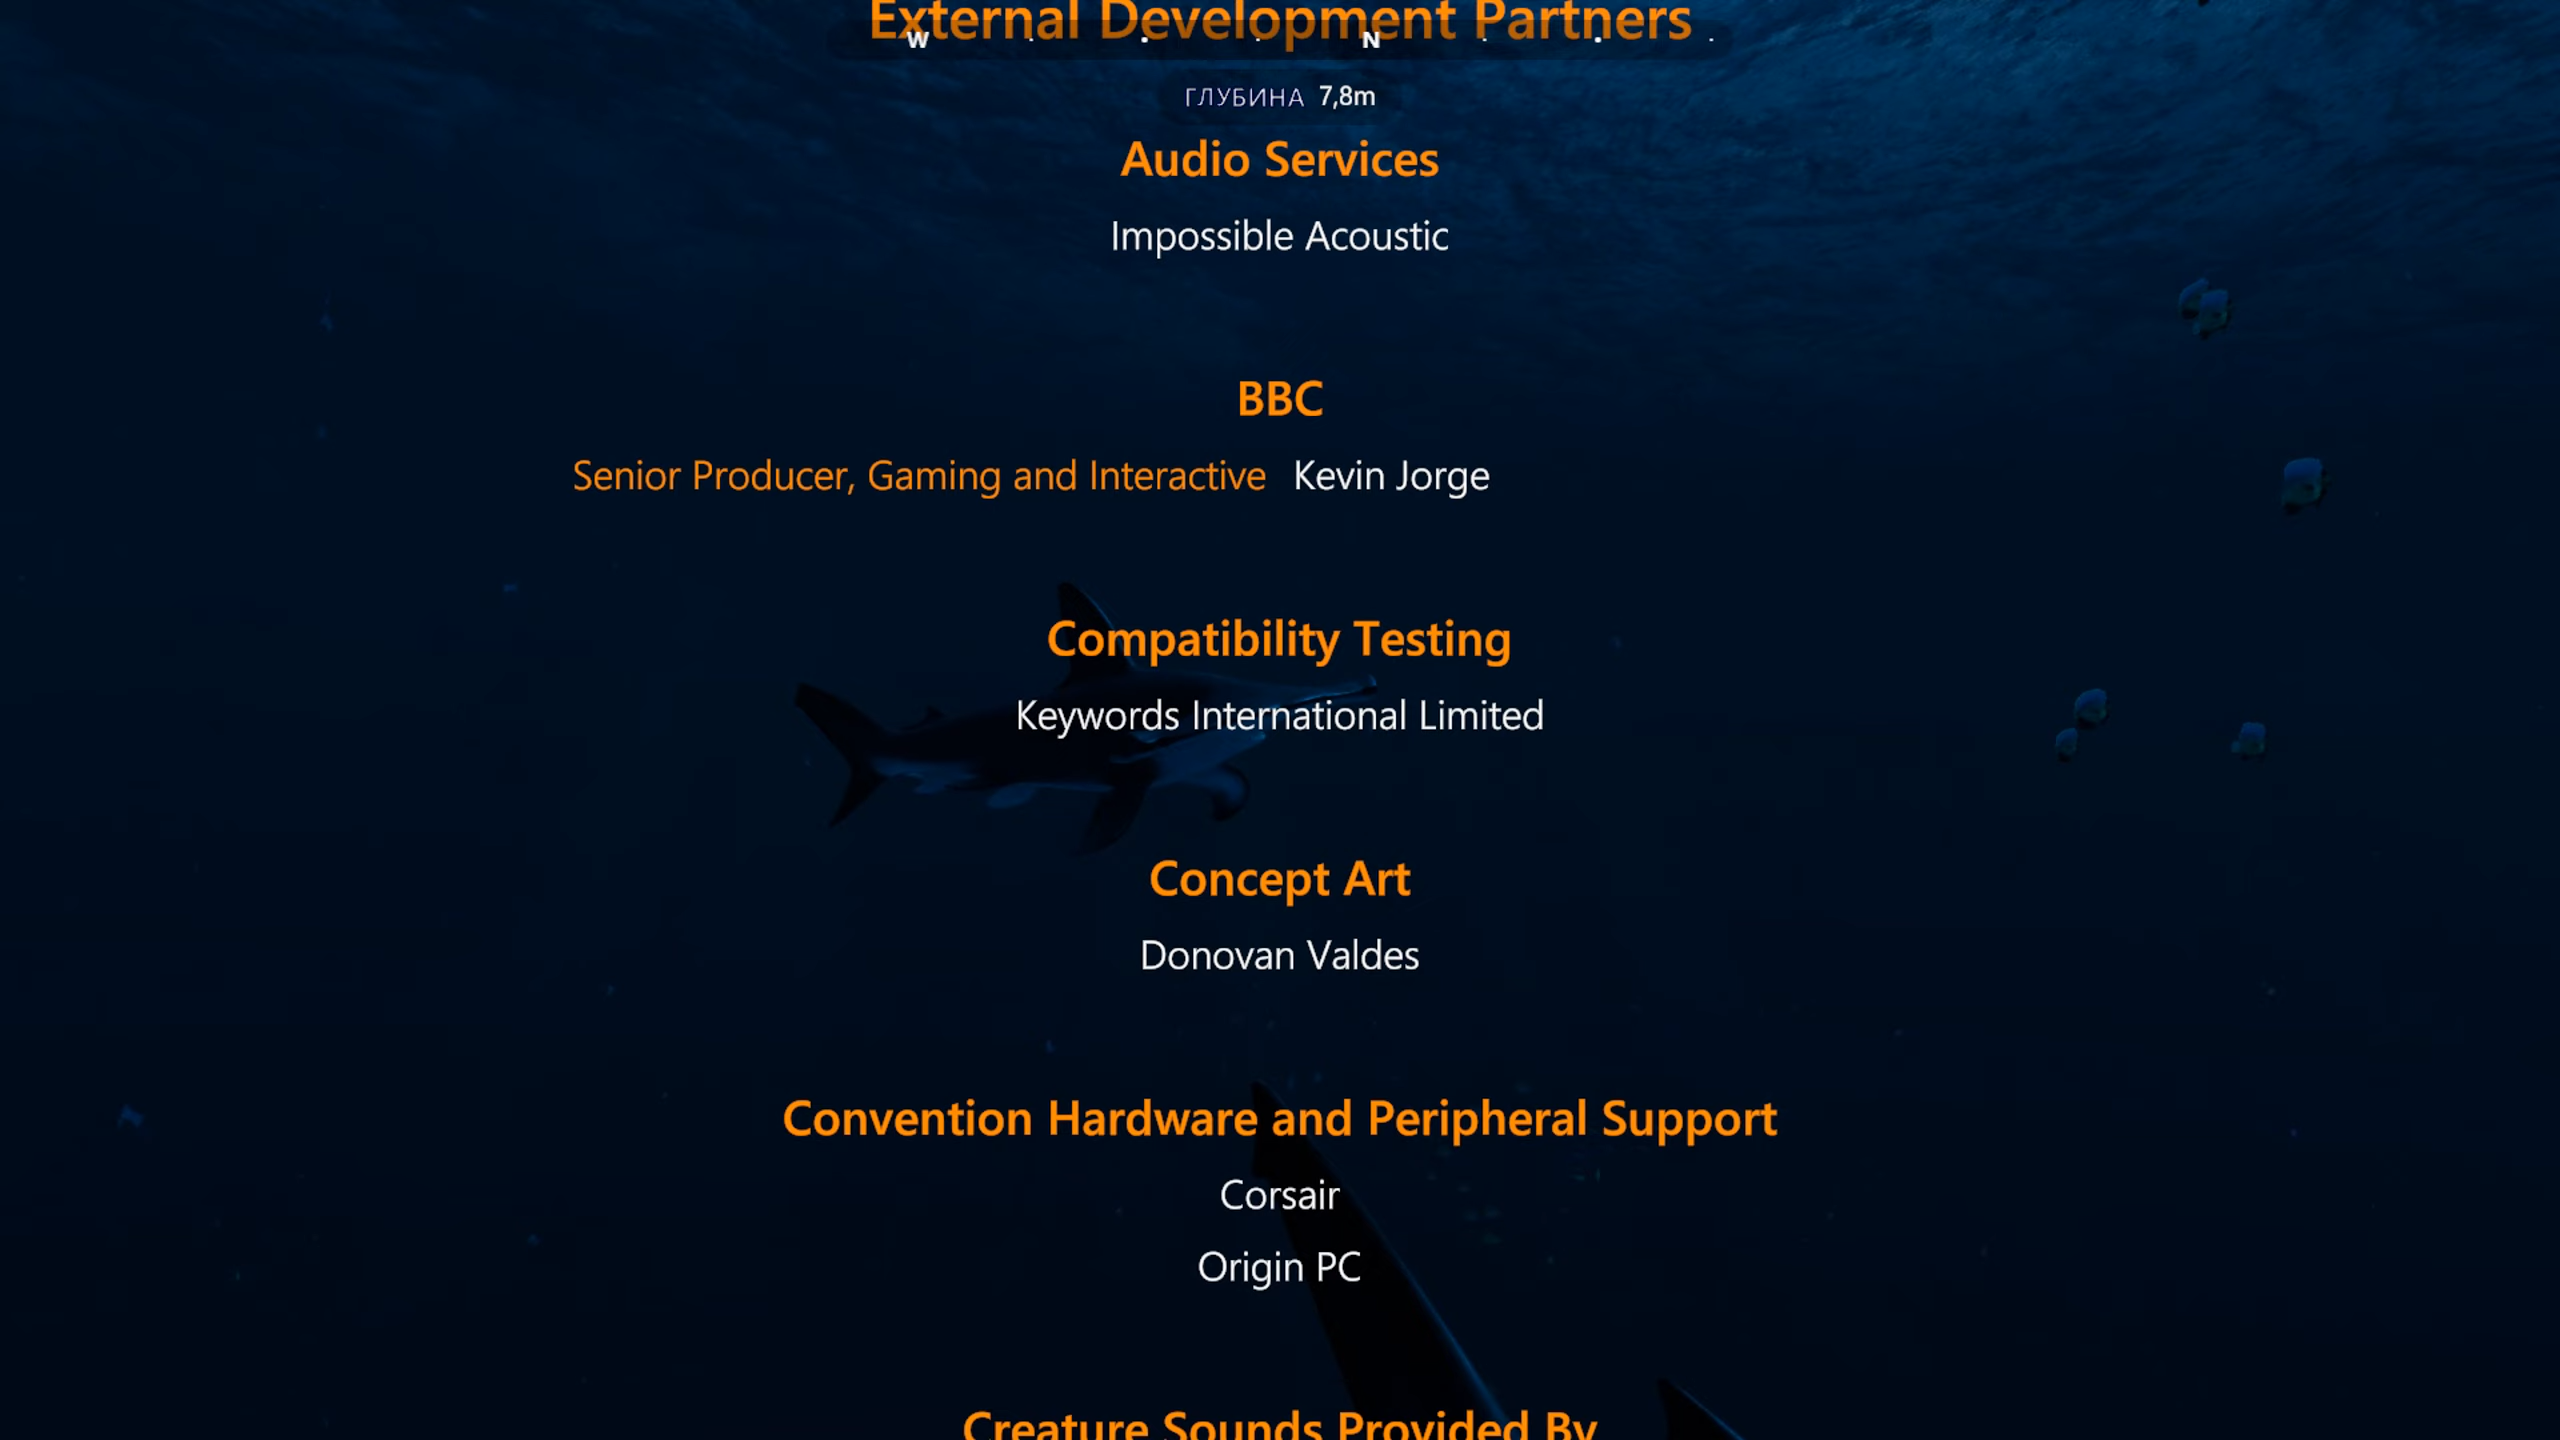 External Development Partners
W N
ГЛУБИНА 7,8m
Audio Services
Impossible Acoustic
BBC
Senior Producer, Gaming and Interactive Kevin Jorge
Compatibility Testing
Keywords International Limited
Concept Art
Donovan Valdes
Convention Hardware and Peripheral Support
Corsair
Origin PC
Creature Sounds Provided By